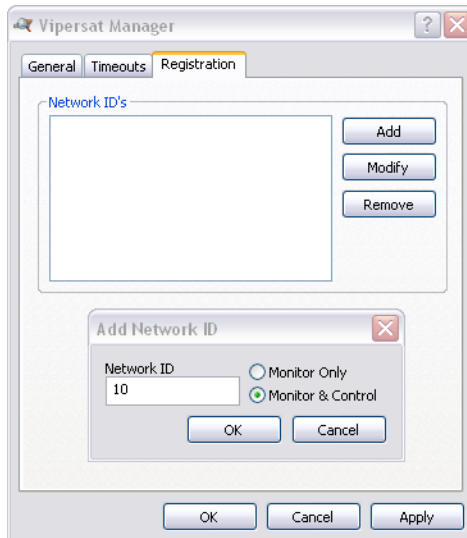 Vipersat Manager
General Timeouts Registration
Network ID's
Add
Modify
Remove
Add Network ID
Network ID
10
Monitor Only
Monitor & Control
OK Cancel
OK Cancel Apply